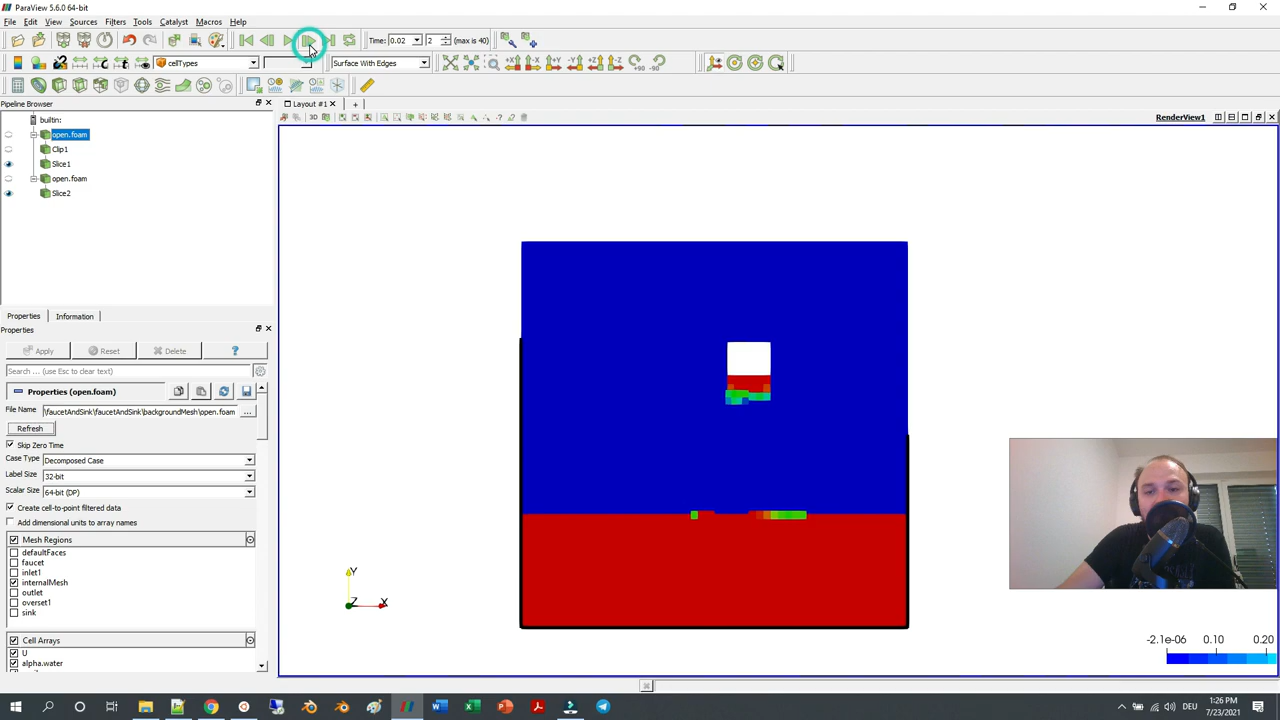 ParaView 5.6.0 64-bit
File Edit View Sources Filters Tools Catalyst Macros Help
Time: 0.02 2 (max is 40)
cellTypes Surface With Edges
+X -X +Y -Y +Z -Z +90 -90
Pipeline Browser
Layout #1
builtin:
3D
RenderView1
open.foam
Clip1
Slice1
open.foam
Slice2
Properties Information
Properties
Apply Reset Delete ?
Search ... (use Esc to clear text)
Properties (open.foam)
File Name \faucetAndSink\faucetAndSink\backgroundMesh\open.foam ...
Refresh
Skip Zero Time
Case Type Decomposed Case
Label Size 32-bit
Scalar Size 64-bit (DP)
Create cell-to-point filtered data
Add dimensional units to array names
Mesh Regions
defaultFaces
faucet
inlet1
internalMesh
outlet
overset1
sink
Cell Arrays
U
alpha.water
Y
Z
X
-2.1e-06 0.10 0.20
DEU
1:26 PM
7/23/2021